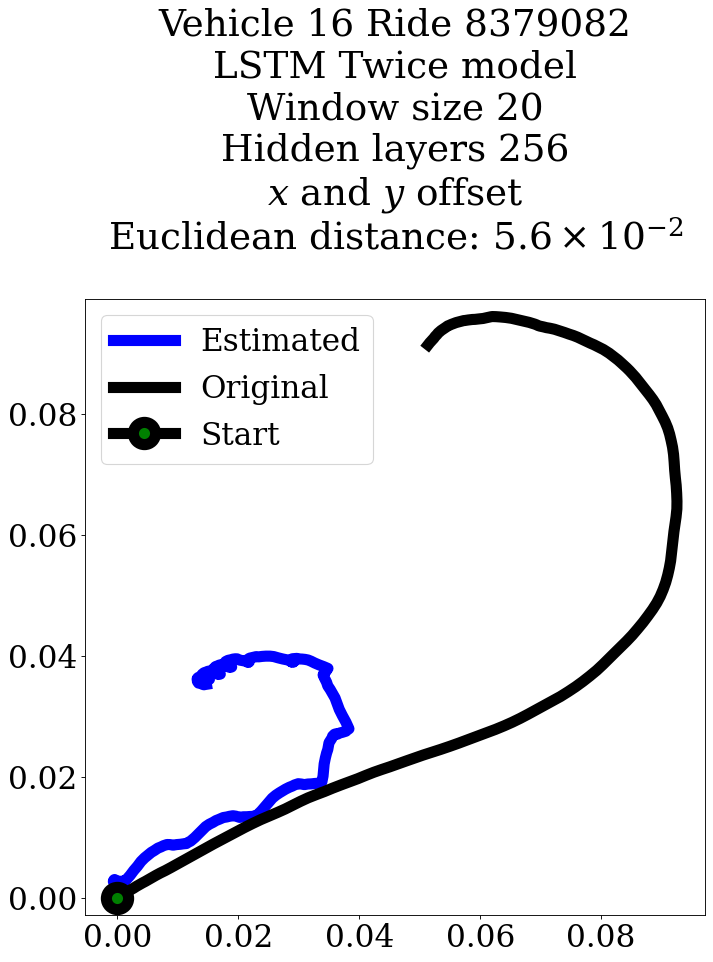 Vehicle 16 Ride 8379082
LSTM Twice model
Window size 20
Hidden layers 256
x and y offset
Euclidean distance: 5.6 × 10⁻²
Estimated
Original
Start
0.08
0.06
0.04
0.02
0.00
0.00 0.02 0.04 0.06 0.08